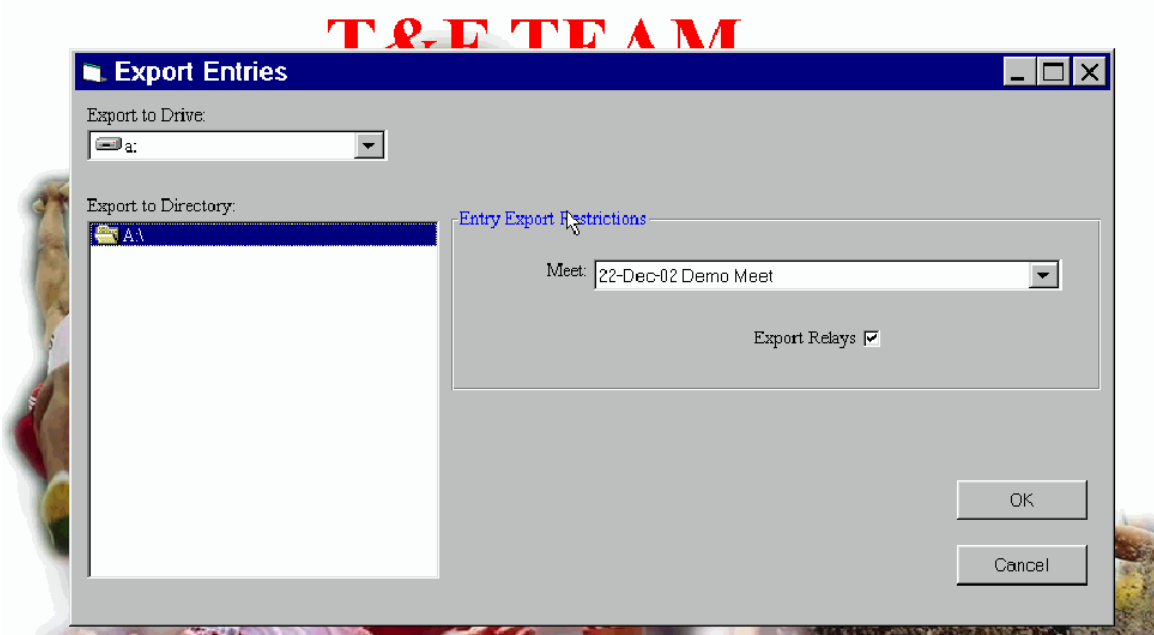 T&F TEAM
Export Entries
Export to Drive:
a:
Export to Directory:
A:\
Entry Export Restrictions
Meet: 22-Dec-02 Demo Meet
Export Relays
OK
Cancel